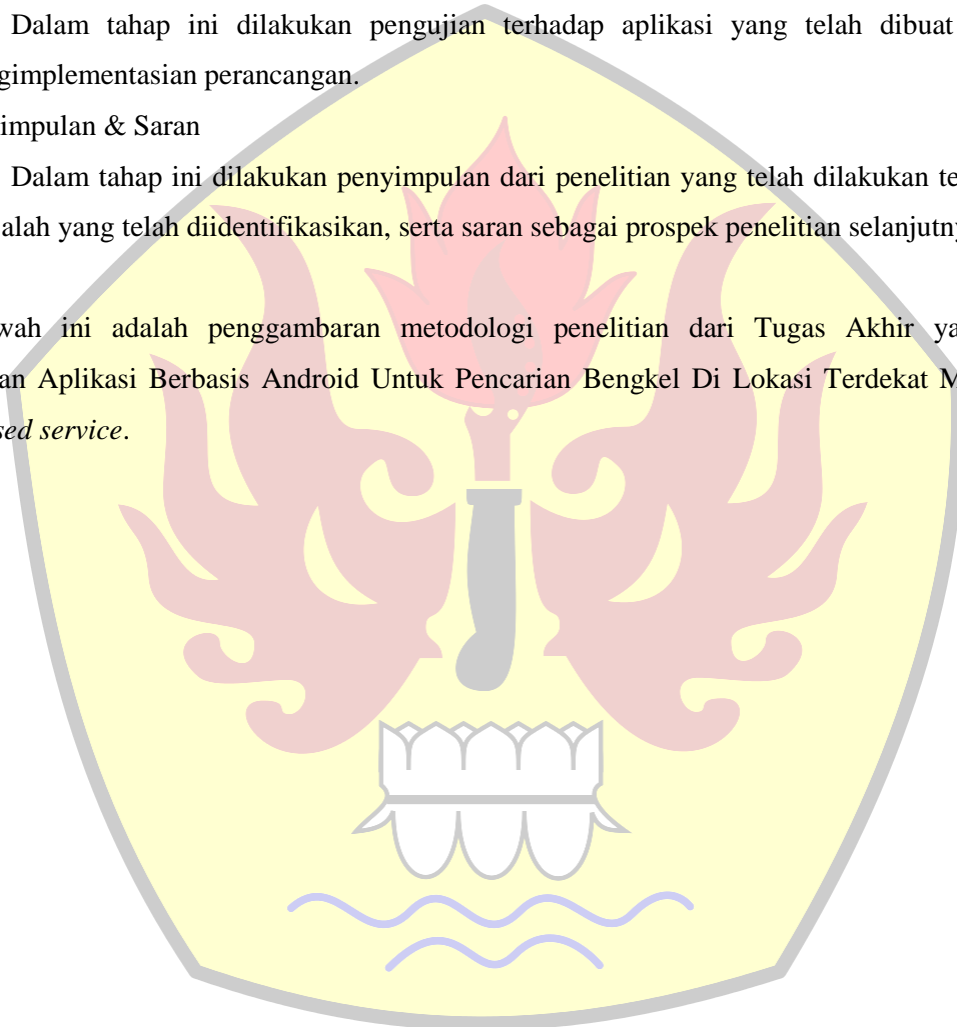 Dalam tahap ini dilakukan pengujian terhadap aplikasi yang telah dibuat
gimplementasian perancangan.
impulan & Saran
Dalam tahap ini dilakukan penyimpulan dari penelitian yang telah dilakukan te
alah yang telah diidentifikasikan, serta saran sebagai prospek penelitian selanjutny
wah ini adalah penggambaran metodologi penelitian dari Tugas Akhir ya
an Aplikasi Berbasis Android Untuk Pencarian Bengkel Di Lokasi Terdekat M
sed service.